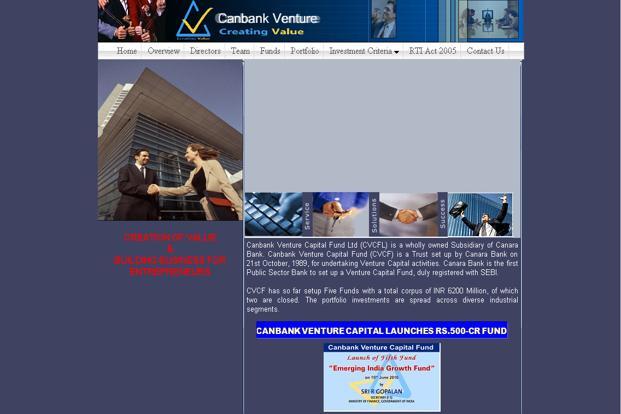 Canbank Venture
Creating Value
Home Overview Directors Team Funds Portfolio Investment Criteria RTI Act 2005 Contact Us
CREATION OF VALUE
&
BUILDING BUSINESS FOR
ENTREPRENEURS
Service
Solutions
Success
Canbank Venture Capital Fund Ltd (CVCFL) is a wholly owned Subsidiary of Canara
Bank. Canbank Venture Capital Fund (CVCF) is a Trust set up by Canara Bank on
21st October, 1989, for undertaking Venture Capital activities. Canara Bank is the first
Public Sector Bank to set up a Venture Capital Fund, duly registered with SEBI.
CVCF has so far setup Five Funds with a total corpus of INR 6200 Million, of which
two are closed. The portfolio investments are spread across diverse industrial
segments.
CANBANK VENTURE CAPITAL LAUNCHES RS.500-CR FUND
Canbank Venture Capital Fund
Launch of Fifth Fund
"Emerging India Growth Fund"
on 19th June 2010
by
SRI R GOPALAN
MINISTRY OF FINANCE, GOVERNMENT OF INDIA